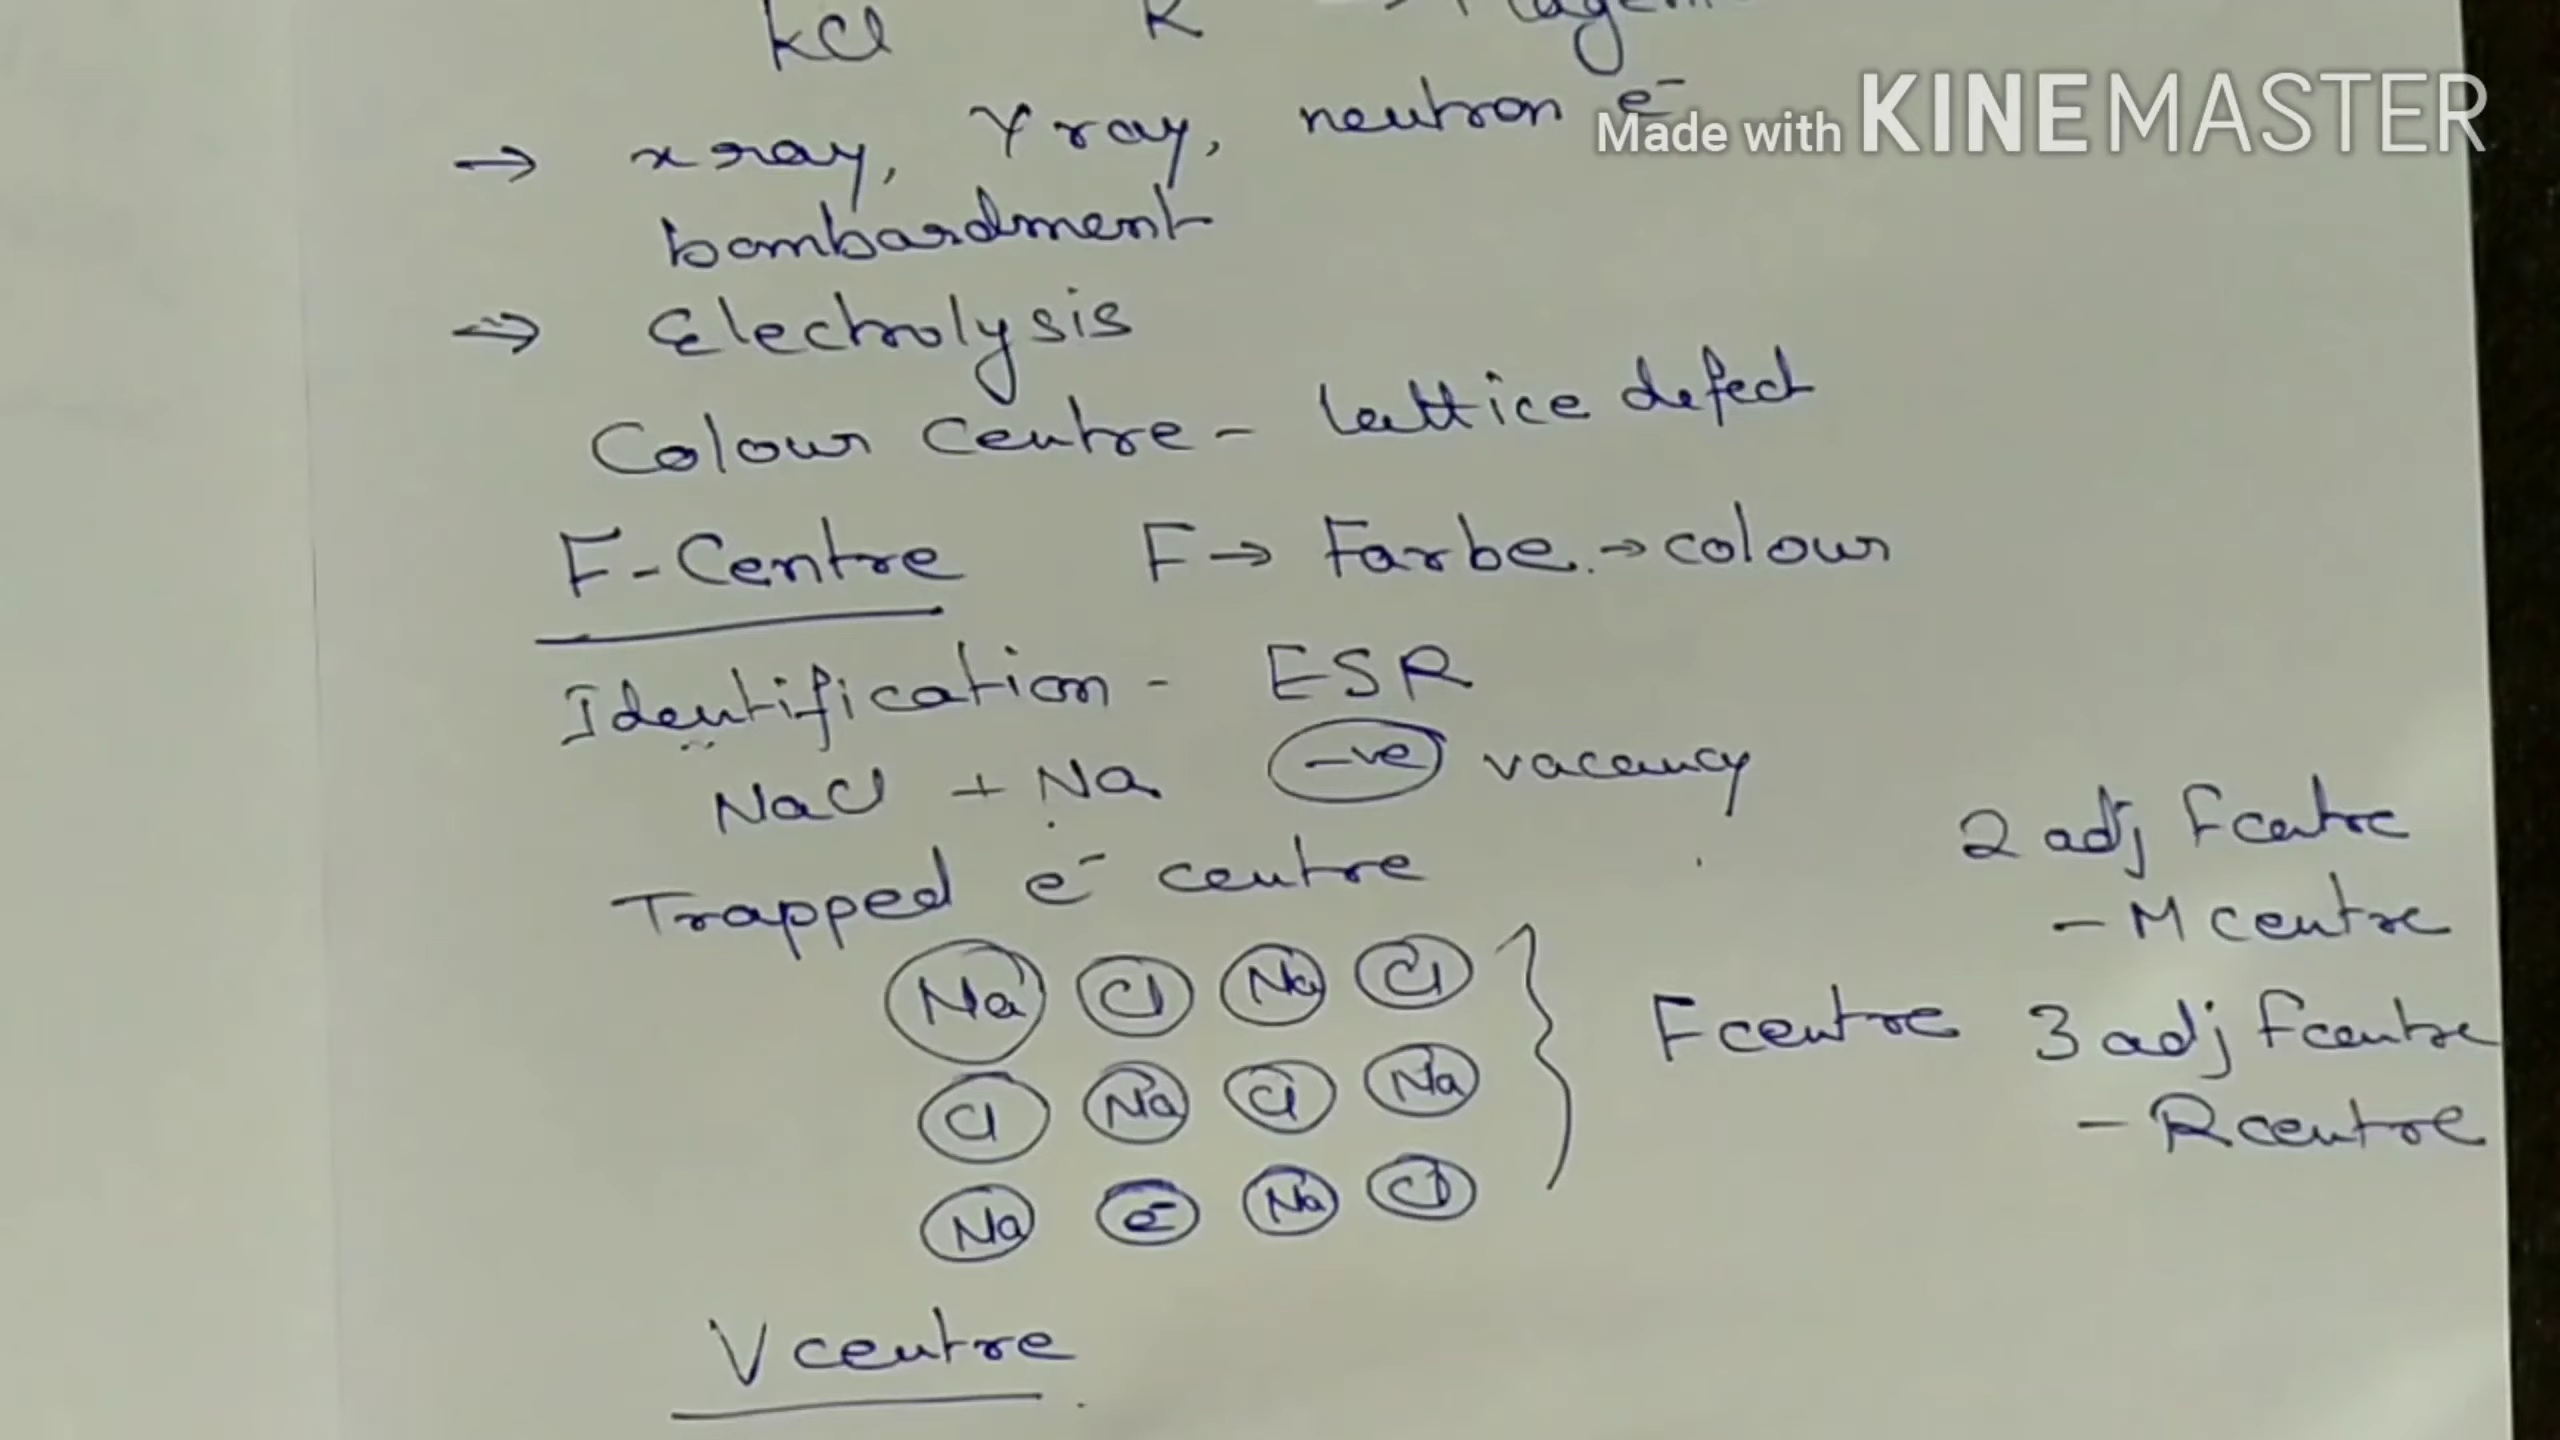 KCl K →
→ x ray, γ ray, neutron e⁻
bombardment
Made with KINEMASTER
⇒ Electrolysis
Colour Centre - lattice defect
F-Centre F → Farbe. → colour
Identification - ESR
NaCl + Na -ve vacancy
Trapped e⁻ centre
2 adj F centre
- M centre
Na Cl Na Cl
Cl Na Cl Na
Na e⁻ Na Cl
F centre
3 adj F centre
- R centre
V centre